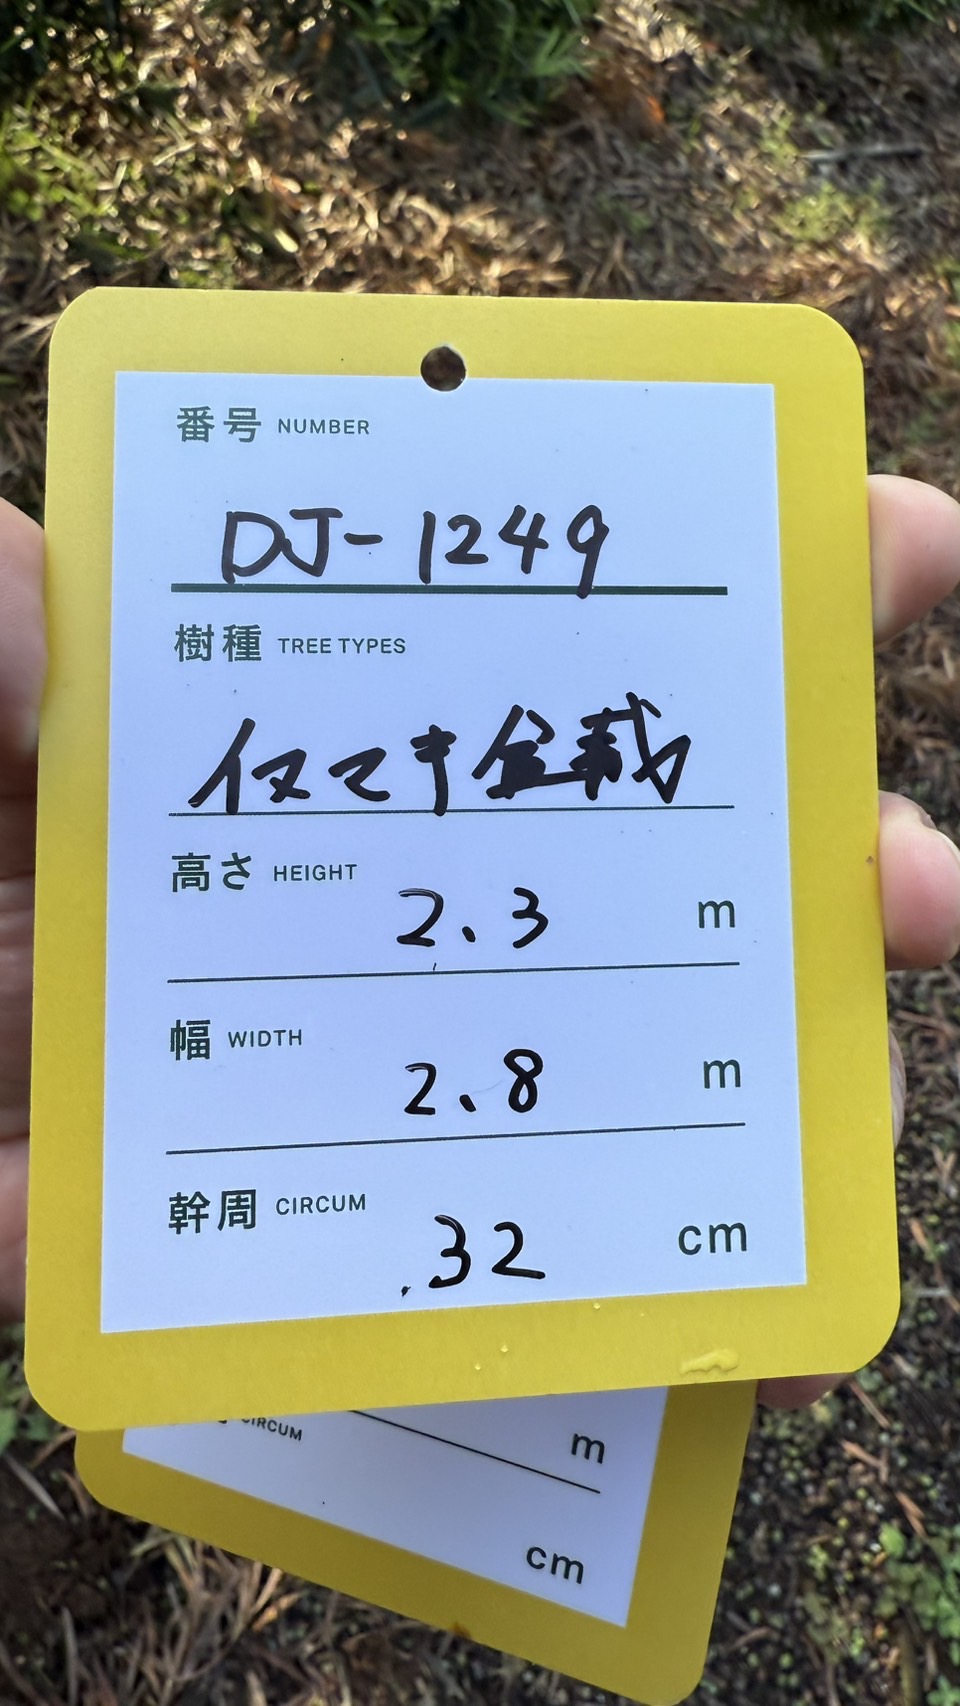 番号 NUMBER
DJ-1249
樹種 TREE TYPES
イヌマキ盆栽
高さ HEIGHT 2.3 m
幅 WIDTH 2.8 m
幹周 CIRCUM .32 cm
m
CIRCUM
cm